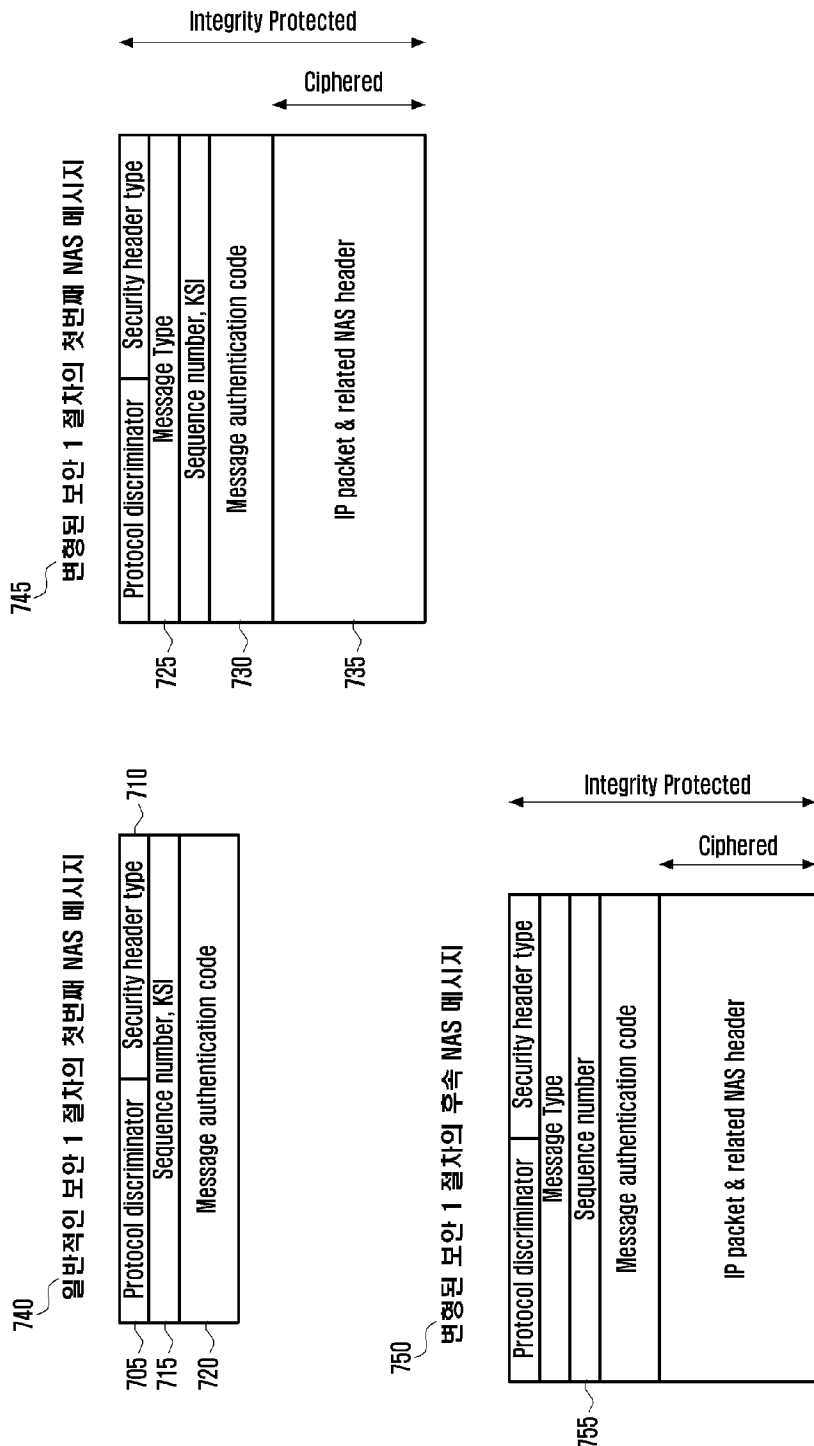 740
일반적인 보안 1 절차의 첫번째 NAS 메시지
705
Protocol discriminator
Security header type
710
715
Sequence number, KSI
720
Message authentication code
745
변형된 보안 1 절차의 첫번째 NAS 메시지
Protocol discriminator
Security header type
725
Message Type
Sequence number, KSI
730
Message authentication code
735
IP packet & related NAS header
Ciphered
Integrity Protected
750
변형된 보안 1 절차의 후속 NAS 메시지
Protocol discriminator
Security header type
Message Type
755
Sequence number
Message authentication code
IP packet & related NAS header
Ciphered
Integrity Protected